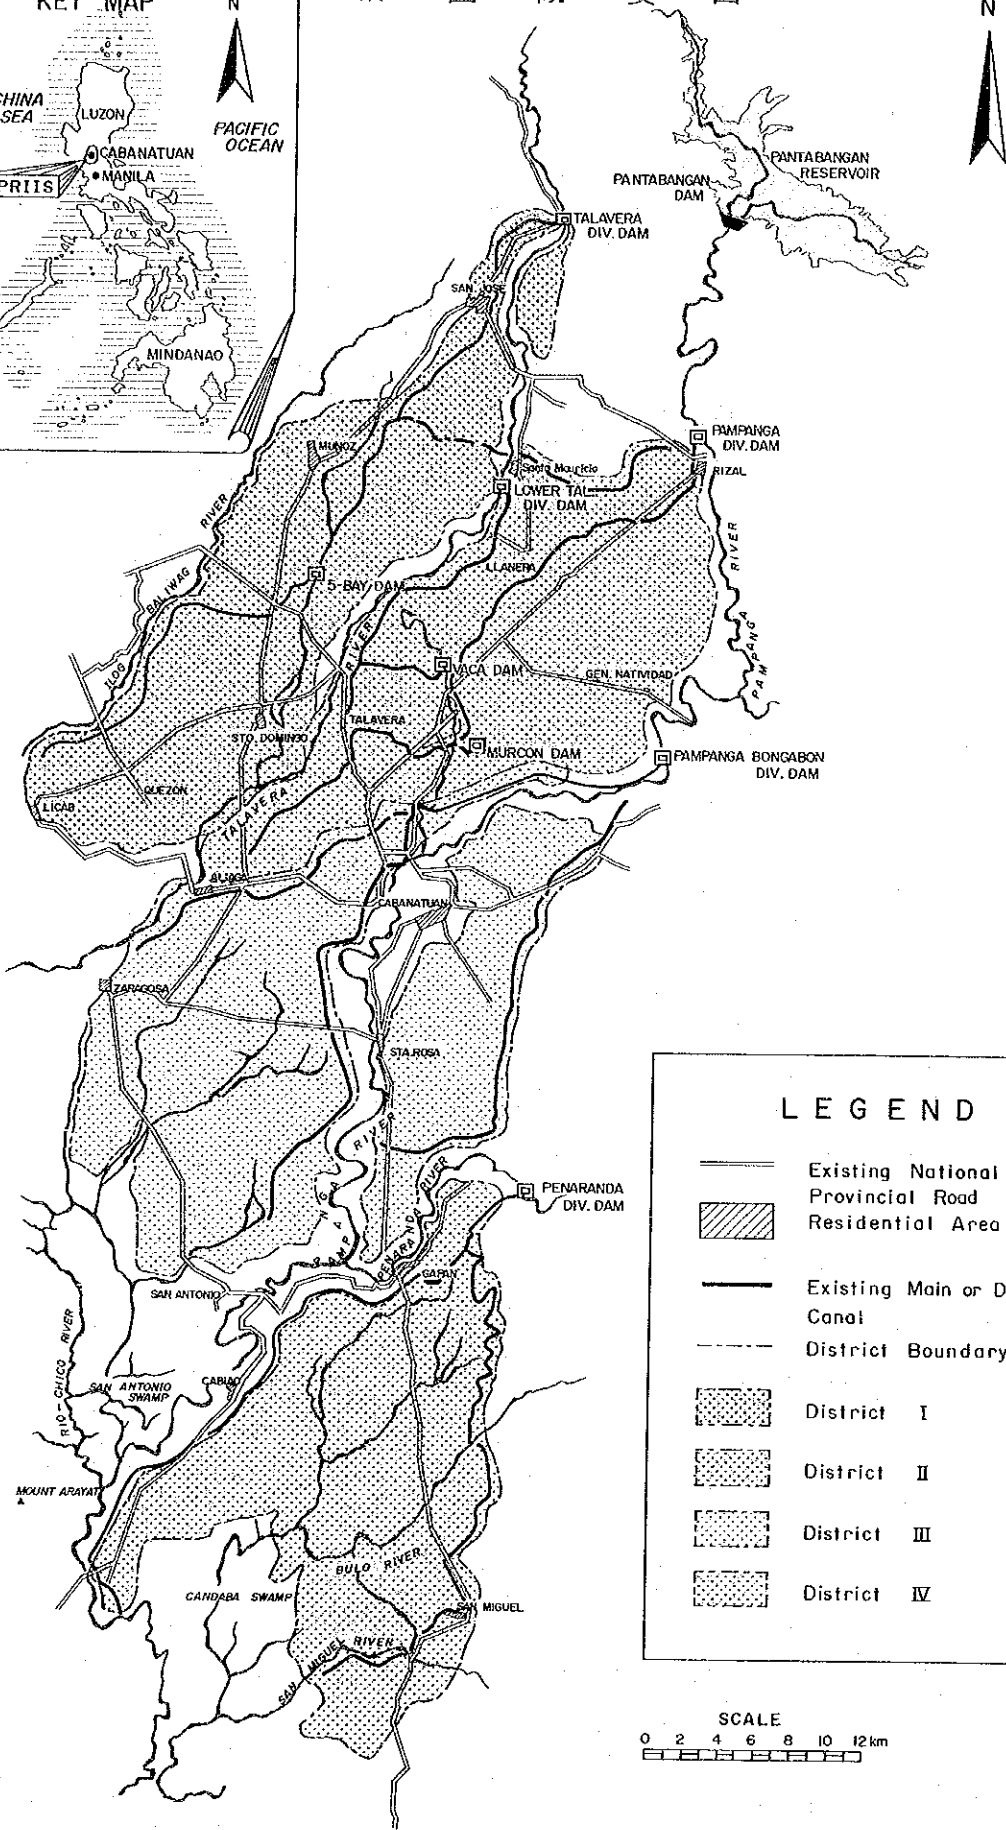 KEY MAP
N
CHINA
SEA
LUZON
PACIFIC
OCEAN
CABANATUAN
MANILA
PRIIS
MINDANAO
N
PANTABANGAN
RESERVOIR
PANTABANGAN
DAM
TALAVERA
DIV. DAM
SAN JOSE
PAMPANGA
DIV. DAM
RIZAL
MUNOZ
Santo Mauricio
LOWER TAL
DIV. DAM
LLANERA
RIVER
BALIWAG
ILOG
5-BAY DAM
RIVER
VACA DAM
GEN. NATIVIDAD
RIVER
PAMPANGA
TALAVERA
STO. DOMINGO
MURCON DAM
PAMPANGA BONGABON
DIV. DAM
QUEZON
LICAB
TALAVERA
ALIAGA
CABANATUAN
ZARAGOSA
STA. ROSA
RIVER
PAMPANGA
PENARANDA RIVER
PENARANDA
DIV. DAM
GAPAN
SAN ANTONIO
RIO-CHICO RIVER
SAN ANTONIO
SWAMP
CABIAO
MOUNT ARAYAT
BULO RIVER
CANDABA SWAMP
SAN MIGUEL
SAN MIGUEL RIVER
LEGEND
Existing National
Provincial Road
Residential Area
Existing Main or D
Canal
District Boundary
District I
District II
District III
District IV
SCALE
0 2 4 6 8 10 12km